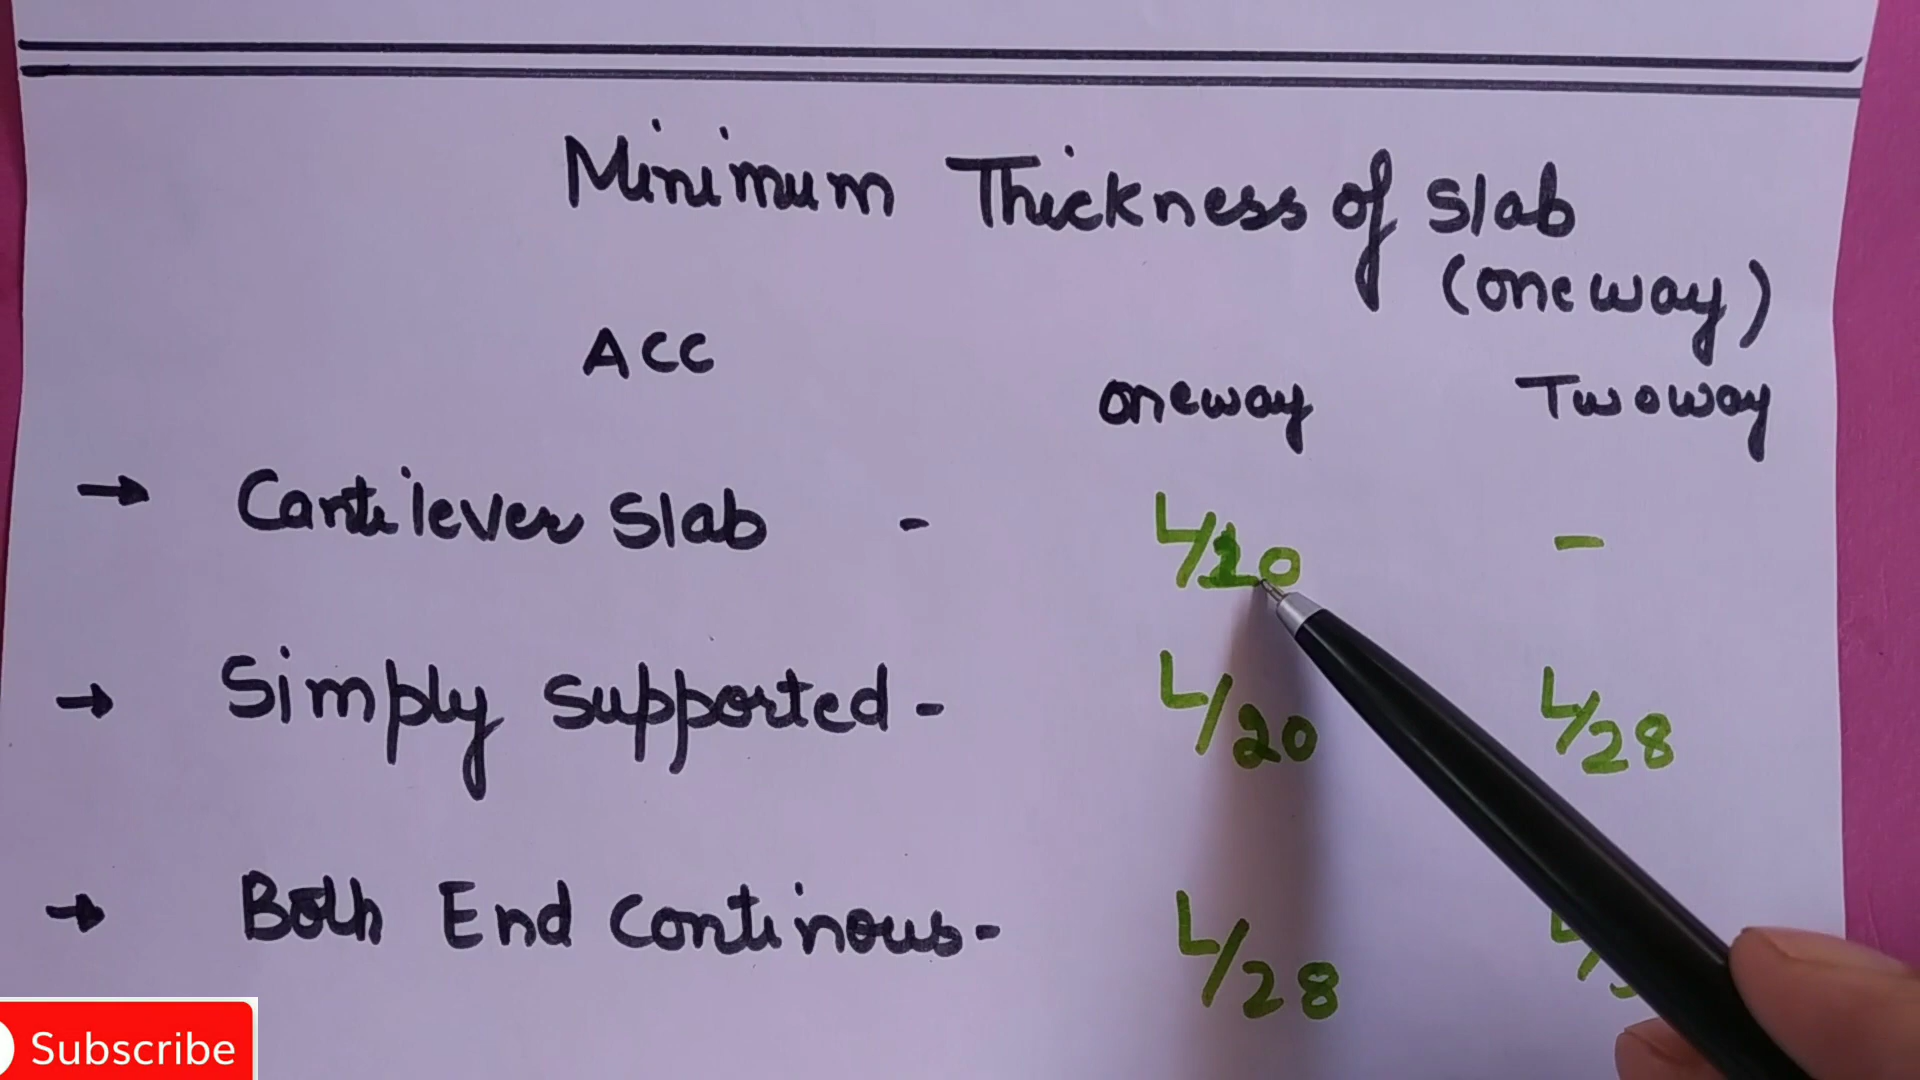 Minimum Thickness of slab
(oneway)
ACC
oneway Twoway
→ Cantilever Slab - L/10 -
→ Simply supported - L/20 L/28
→ Both End Continous - L/28
Subscribe